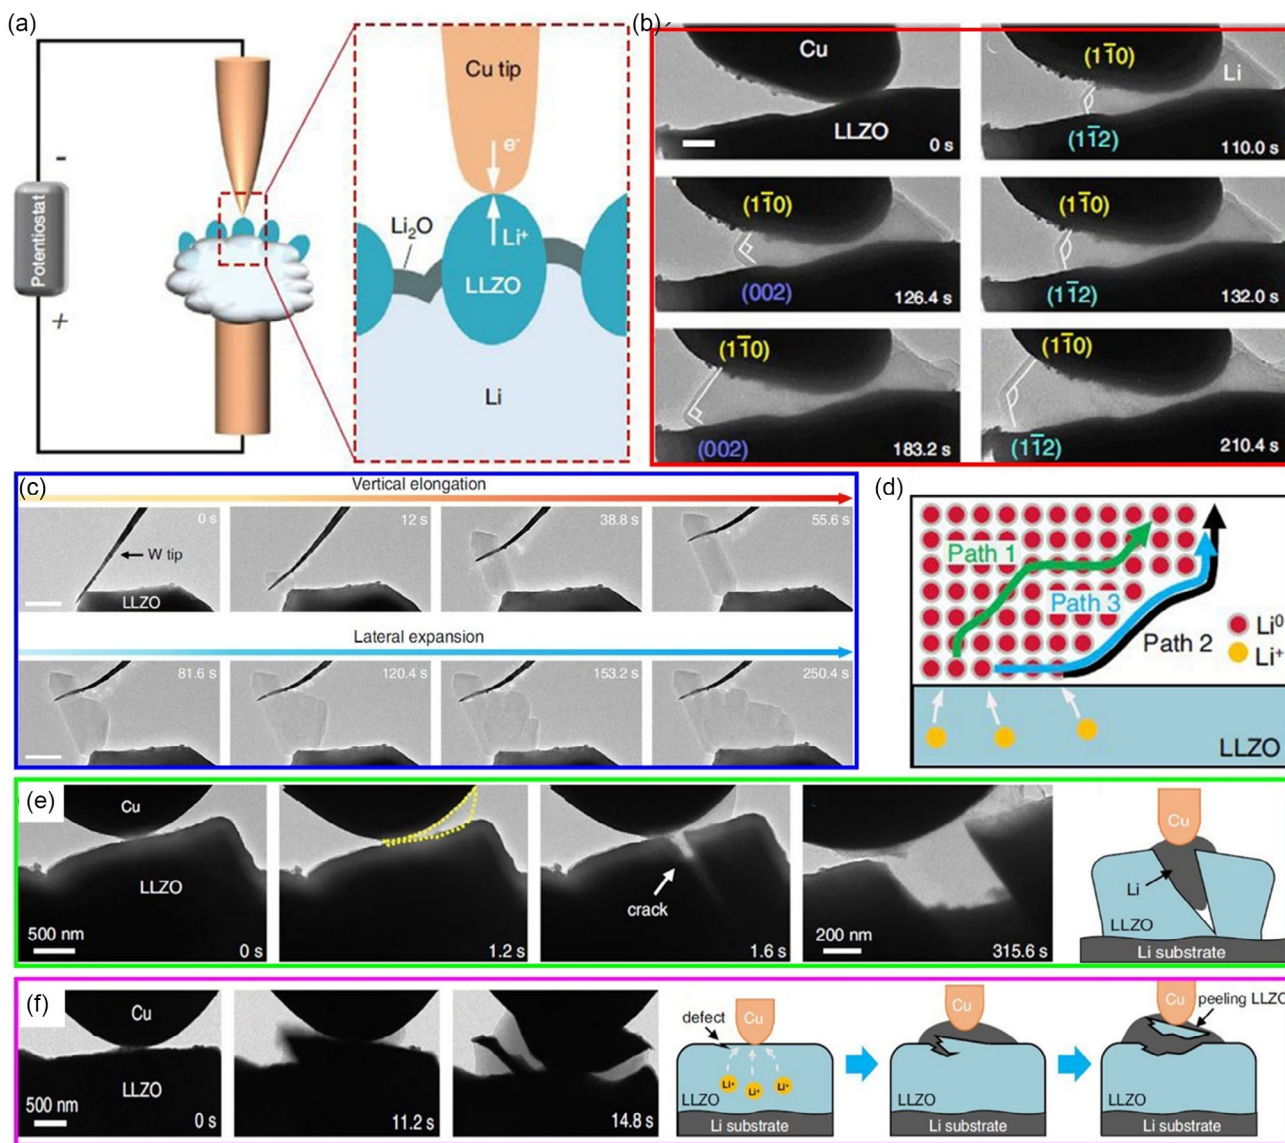 (a)
-
Potentiostat
+
Cu tip
e⁻
Li₂O
Li⁺
LLZO
Li
(b)
Cu
LLZO
0 s
(11̄0)
Li
(11̄2)
110.0 s
(11̄0)
(002)
126.4 s
(11̄0)
(11̄2)
132.0 s
(11̄0)
(002)
183.2 s
(11̄0)
(11̄2)
210.4 s
(c)
Vertical elongation
0 s
W tip
LLZO
12 s
38.8 s
55.6 s
Lateral expansion
81.6 s
120.4 s
153.2 s
250.4 s
(d)
Path 1
Path 3
Path 2
Li⁰
Li⁺
LLZO
(e)
Cu
LLZO
500 nm
0 s
1.2 s
crack
1.6 s
200 nm
315.6 s
Cu
Li
LLZO
Li substrate
(f)
Cu
LLZO
500 nm
0 s
11.2 s
14.8 s
defect
Cu
Li⁺
Li⁺
Li⁺
LLZO
Li substrate
Cu
LLZO
Li substrate
Cu
peeling LLZO
LLZO
Li substrate